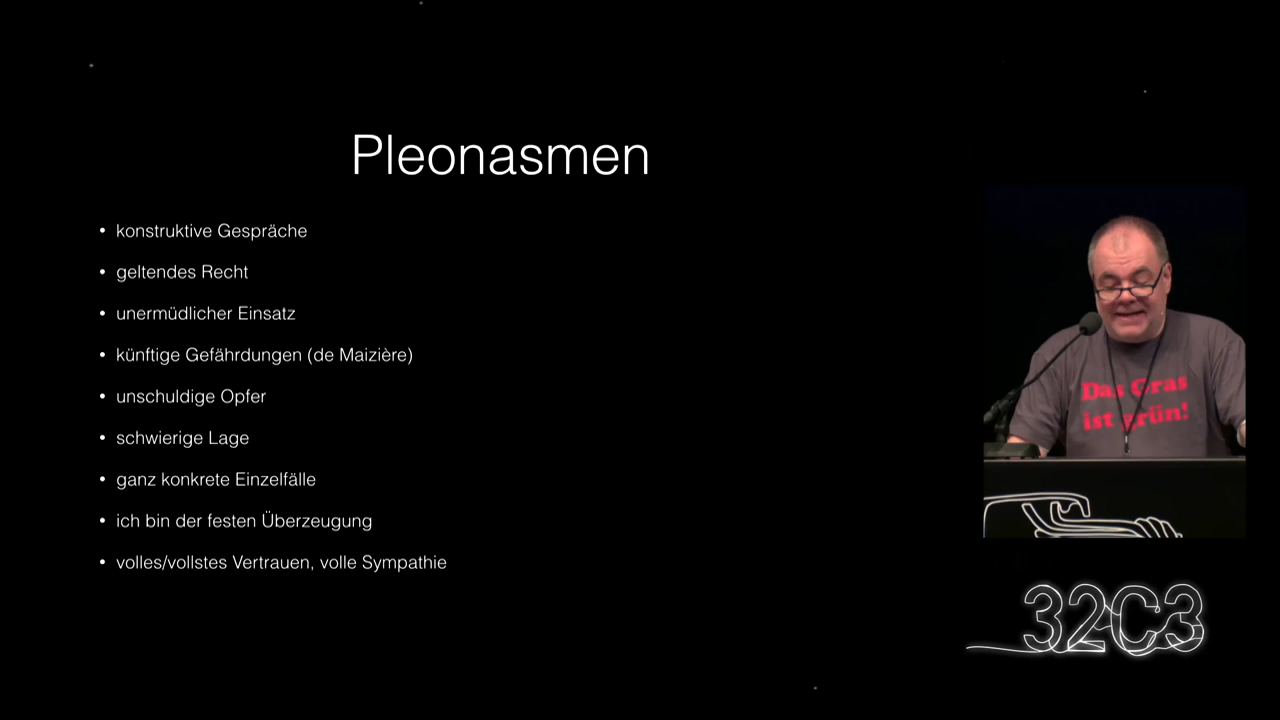 Pleonasmen
• konstruktive Gespräche
• geltendes Recht
• unermüdlicher Einsatz
• künftige Gefährdungen (de Maizière)
• unschuldige Opfer
• schwierige Lage
• ganz konkrete Einzelfälle
• ich bin der festen Überzeugung
• volles/vollstes Vertrauen, volle Sympathie
Das Gras
ist grün!
32C3